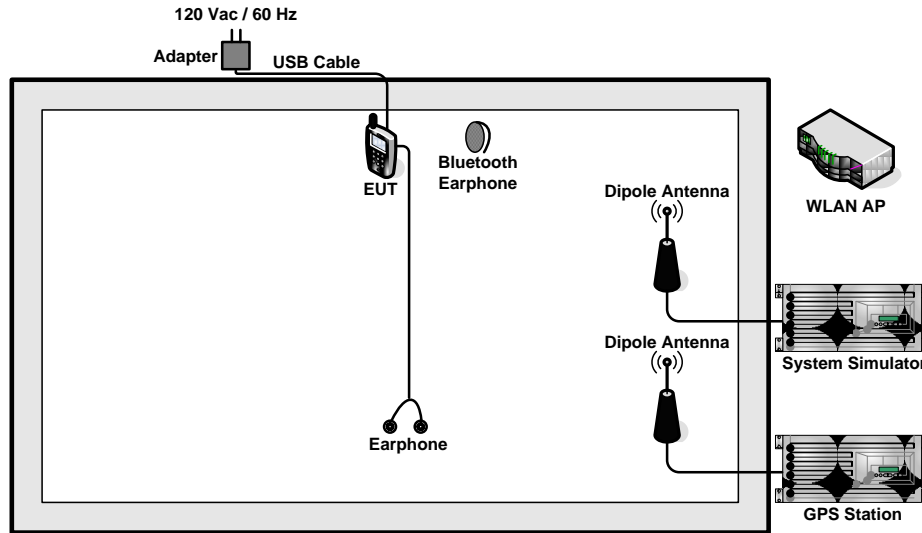 120 Vac / 60 Hz
Adapter
USB Cable
EUT
Bluetooth
Earphone
Dipole Antenna
WLAN AP
System Simulator
Dipole Antenna
Earphone
GPS Station